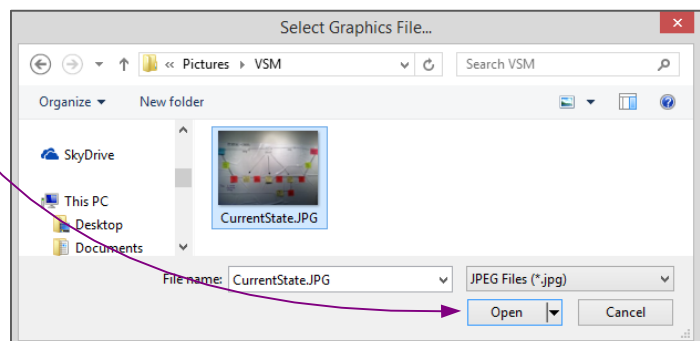 Select Graphics File...
« Pictures VSM
Search VSM
Organize
New folder
SkyDrive
This PC
Desktop
Documents
CurrentState.JPG
File name: CurrentState.JPG
JPEG Files (*.jpg)
Open
Cancel